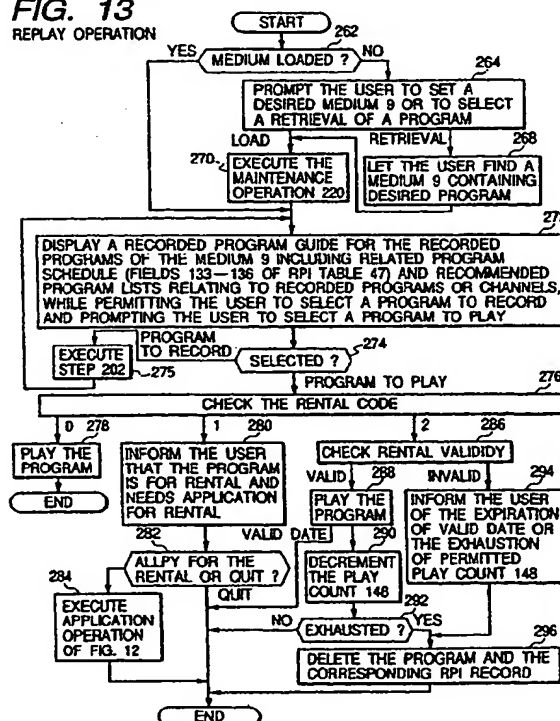 FIG. 13
REPLAY OPERATION
START
262
YES
MEDIUM LOADED ?
NO
264
PROMPT THE USER TO SET A
DESIRED MEDIUM 9 OR TO SELECT
A RETRIEVAL OF A PROGRAM
LOAD
RETRIEVAL
268
270
EXECUTE THE
MAINTENANCE
OPERATION 220
LET THE USER FIND A
MEDIUM 9 CONTAINING
DESIRED PROGRAM
DISPLAY A RECORDED PROGRAM GUIDE FOR THE RECORDED
PROGRAMS OF THE MEDIUM 9 INCLUDING RELATED PROGRAM
SCHEDULE (FIELDS 133—136 OF RPI TABLE 47) AND RECOMMENDED
PROGRAM LISTS RELATING TO RECORDED PROGRAMS OR CHANNELS,
WHILE PERMITTING THE USER TO SELECT A PROGRAM TO RECORD
AND PROMPTING THE USER TO SELECT A PROGRAM TO PLAY
PROGRAM
TO RECORD
274
EXECUTE
STEP 202
275
SELECTED ?
PROGRAM TO PLAY
276
CHECK THE RENTAL CODE
0
278
1
280
2
286
PLAY THE
PROGRAM
END
INFORM THE USER
THAT THE PROGRAM
IS FOR RENTAL AND
NEEDS APPLICATION
FOR RENTAL
CHECK RENTAL VALIDIDY
VALID
288
INVALID
294
PLAY THE
PROGRAM
INFORM THE USER
OF THE EXPIRATION
OF VALID DATE OR
THE EXHAUSTION
OF PERMITTED
PLAY COUNT 148
282
VALID DATE
290
ALLPY FOR THE
RENTAL OR QUIT ?
DECREMENT
THE PLAY
COUNT 148
284
QUIT
292
EXECUTE
APPLICATION
OPERATION
OF FIG. 12
NO
EXHAUSTED ?
YES
296
DELETE THE PROGRAM AND THE
CORRESPONDING RPI RECORD
END